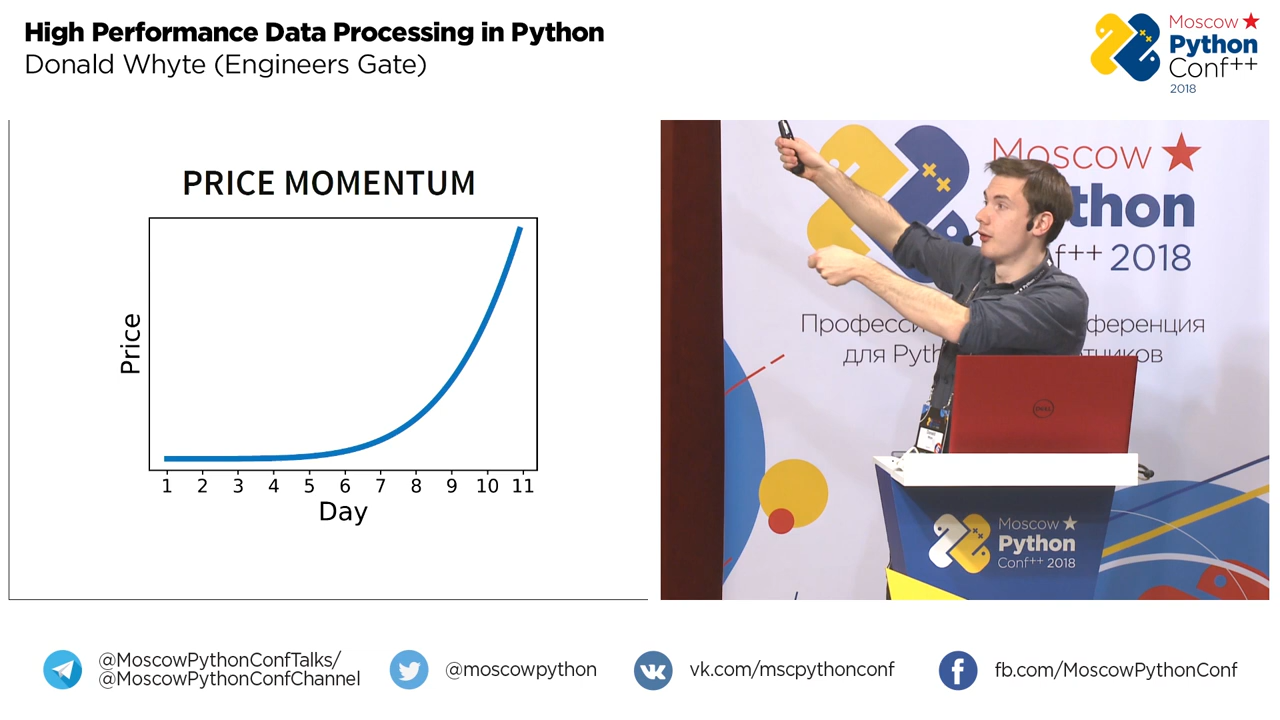 High Performance Data Processing in Python
Donald Whyte (Engineers Gate)
Moscow
Python
Conf++
2018
PRICE MOMENTUM
Price
1 2 3 4 5 6 7 8 9 10 11
Day
Moscow
thon
f++ 2018
Професси ференция
для Pyth тчиков
DELL
Moscow
Python
Conf++ 2018
@MoscowPythonConfTalks/
@MoscowPythonConfChannel
@moscowpython
vk.com/mscpythonconf
fb.com/MoscowPythonConf